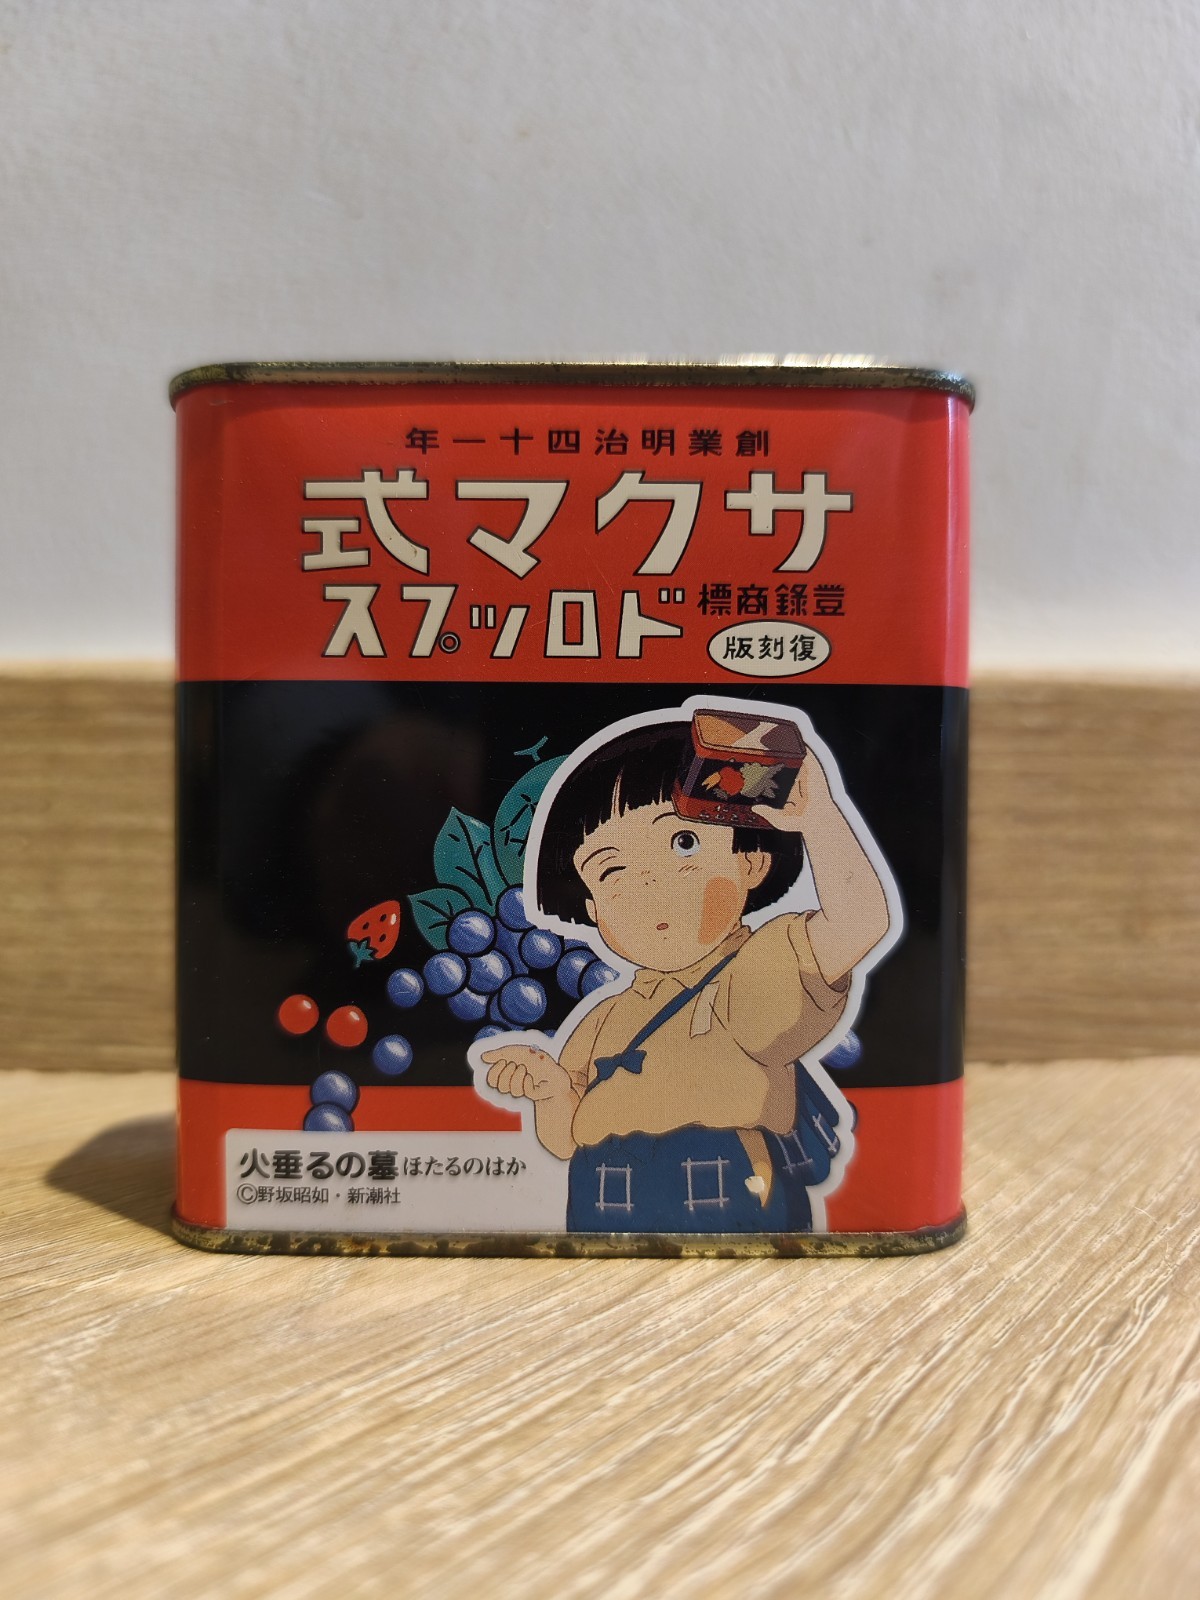 創業明治四十一年
サクマ式
ドロップス
登錄商標
復刻版
火垂るの墓 ほたるのはか
©野坂昭如・新潮社